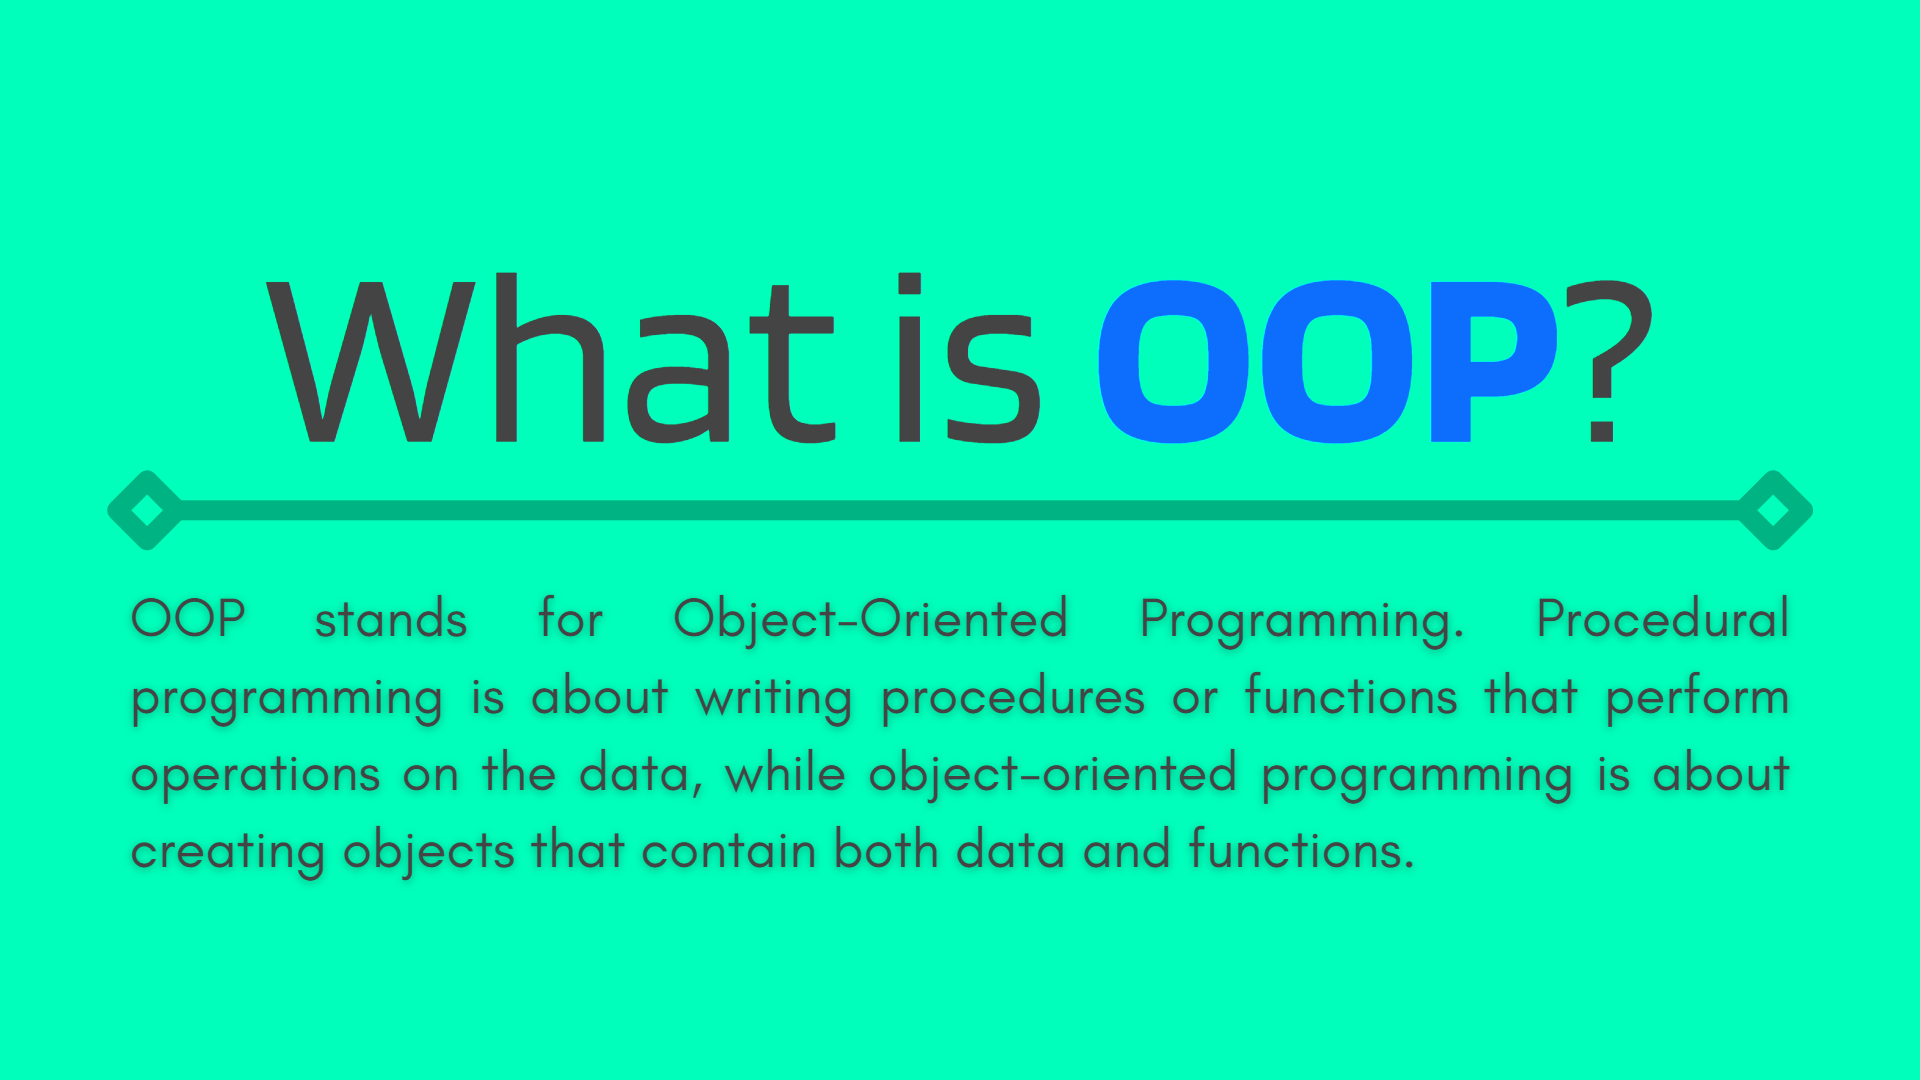 What is OOP?
OOP stands for Object-Oriented Programming. Procedural
programming is about writing procedures or functions that perform
operations on the data, while object-oriented programming is about
creating objects that contain both data and functions.